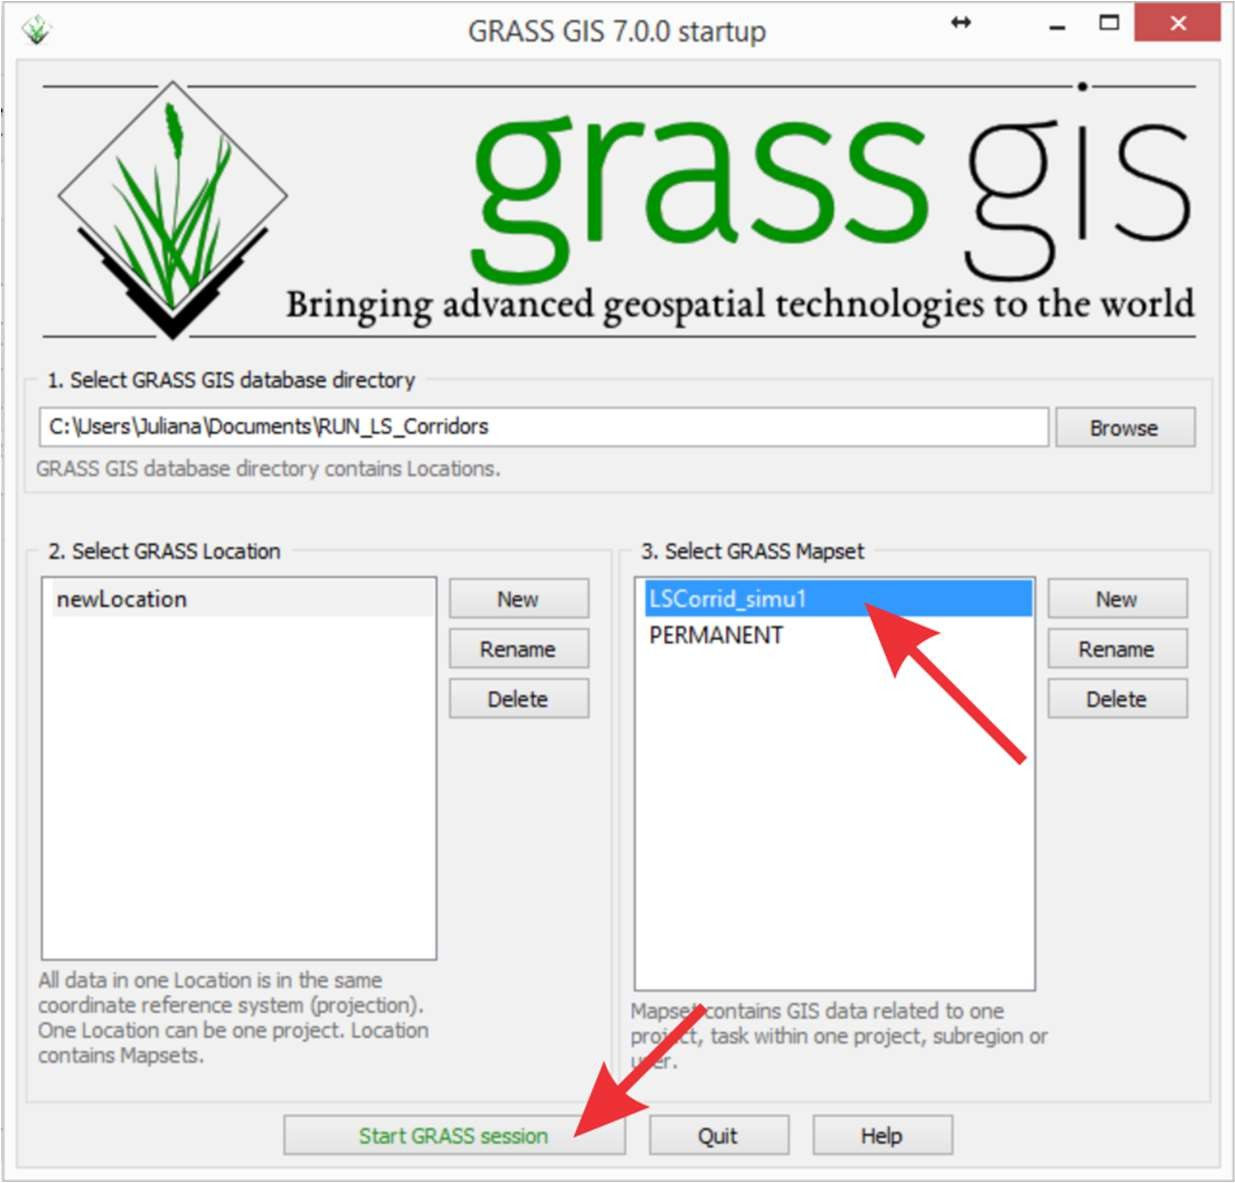 GRASS GIS 7.0.0 startup
grass gis
Bringing advanced geospatial technologies to the world
1. Select GRASS GIS database directory
C:\Users\Juliana\Documents\RUN_LS_Corridors
Browse
GRASS GIS database directory contains Locations.
2. Select GRASS Location
newLocation
New
Rename
Delete
All data in one Location is in the same
coordinate reference system (projection).
One Location can be one project. Location
contains Mapsets.
3. Select GRASS Mapset
LSCorrid_simu1
PERMANENT
New
Rename
Delete
Mapset contains GIS data related to one
project, task within one project, subregion or
user.
Start GRASS session
Quit
Help